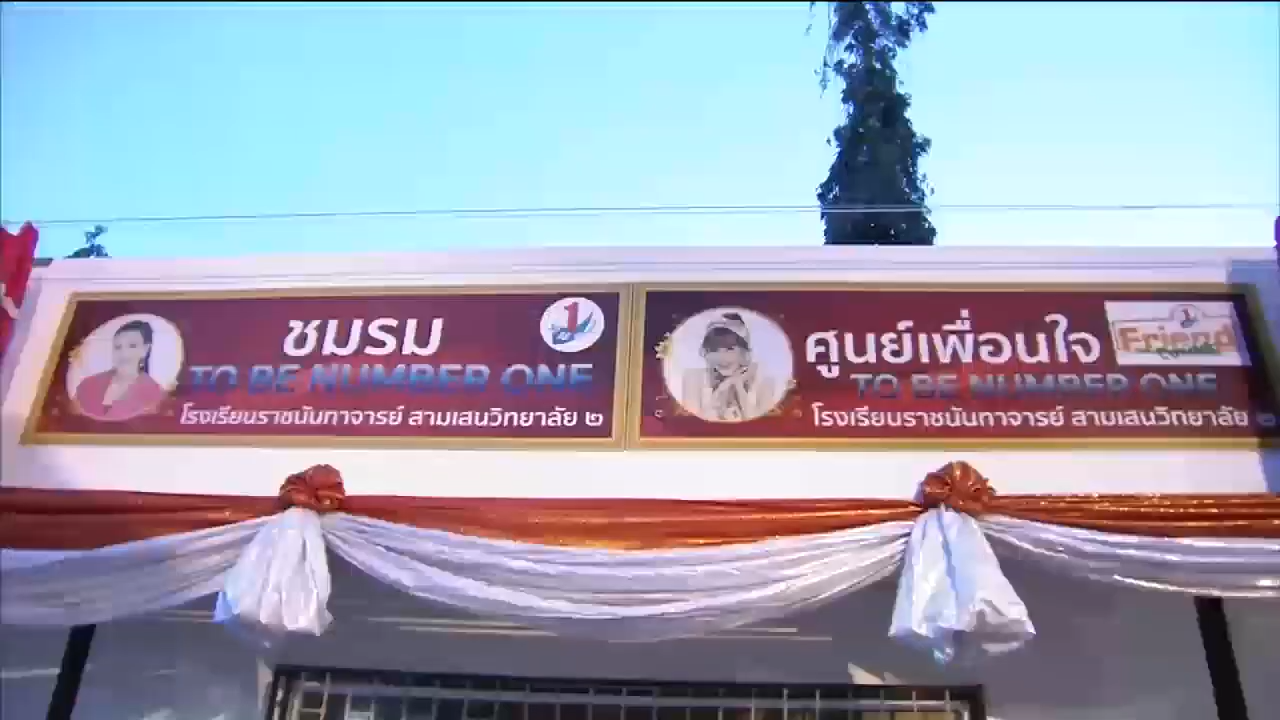 ชมรม
TO BE NUMBER ONE
โรงเรียนราชนันทาจารย์ สามเสนวิทยาลัย ๒
1
ศูนย์เพื่อนใจ
TO BE NUMBER ONE
โรงเรียนราชนันทาจารย์ สามเสนวิทยาลัย ๒
1
Friend